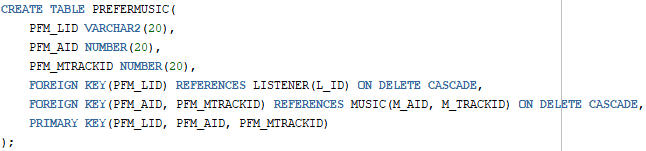 CREATE TABLE PREFERMUSIC(
PFM_LID VARCHAR2(20),
PFM_AID NUMBER(20),
PFM_MTRACKID NUMBER(20),
FOREIGN KEY(PFM_LID) REFERENCES LISTENER(L_ID) ON DELETE CASCADE,
FOREIGN KEY(PFM_AID, PFM_MTRACKID) REFERENCES MUSIC(M_AID, M_TRACKID) ON DELETE CASCADE,
PRIMARY KEY(PFM_LID, PFM_AID, PFM_MTRACKID)
);